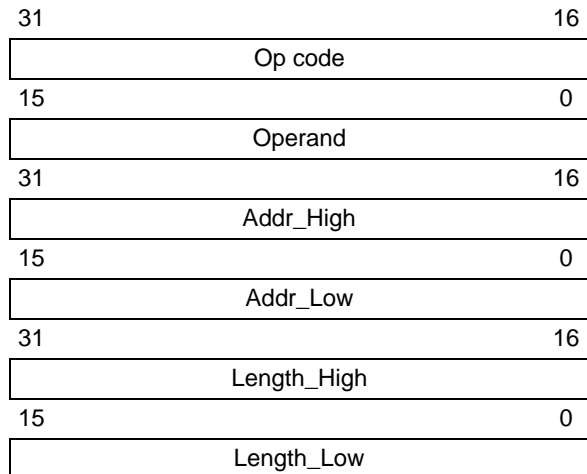 31 16
Op code
15 0
Operand
31 16
Addr_High
15 0
Addr_Low
31 16
Length_High
15 0
Length_Low